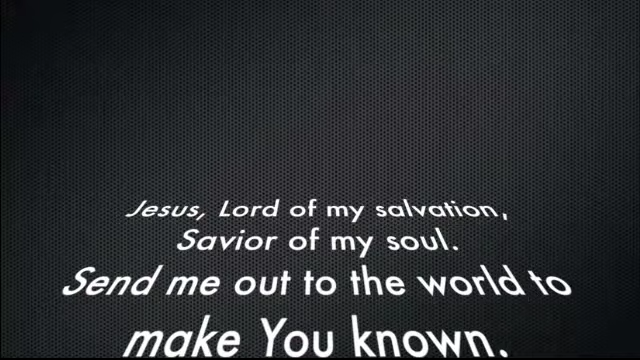 Jesus, Lord of my salvation,
Savior of my soul.
Send me out to the world to
make You known.